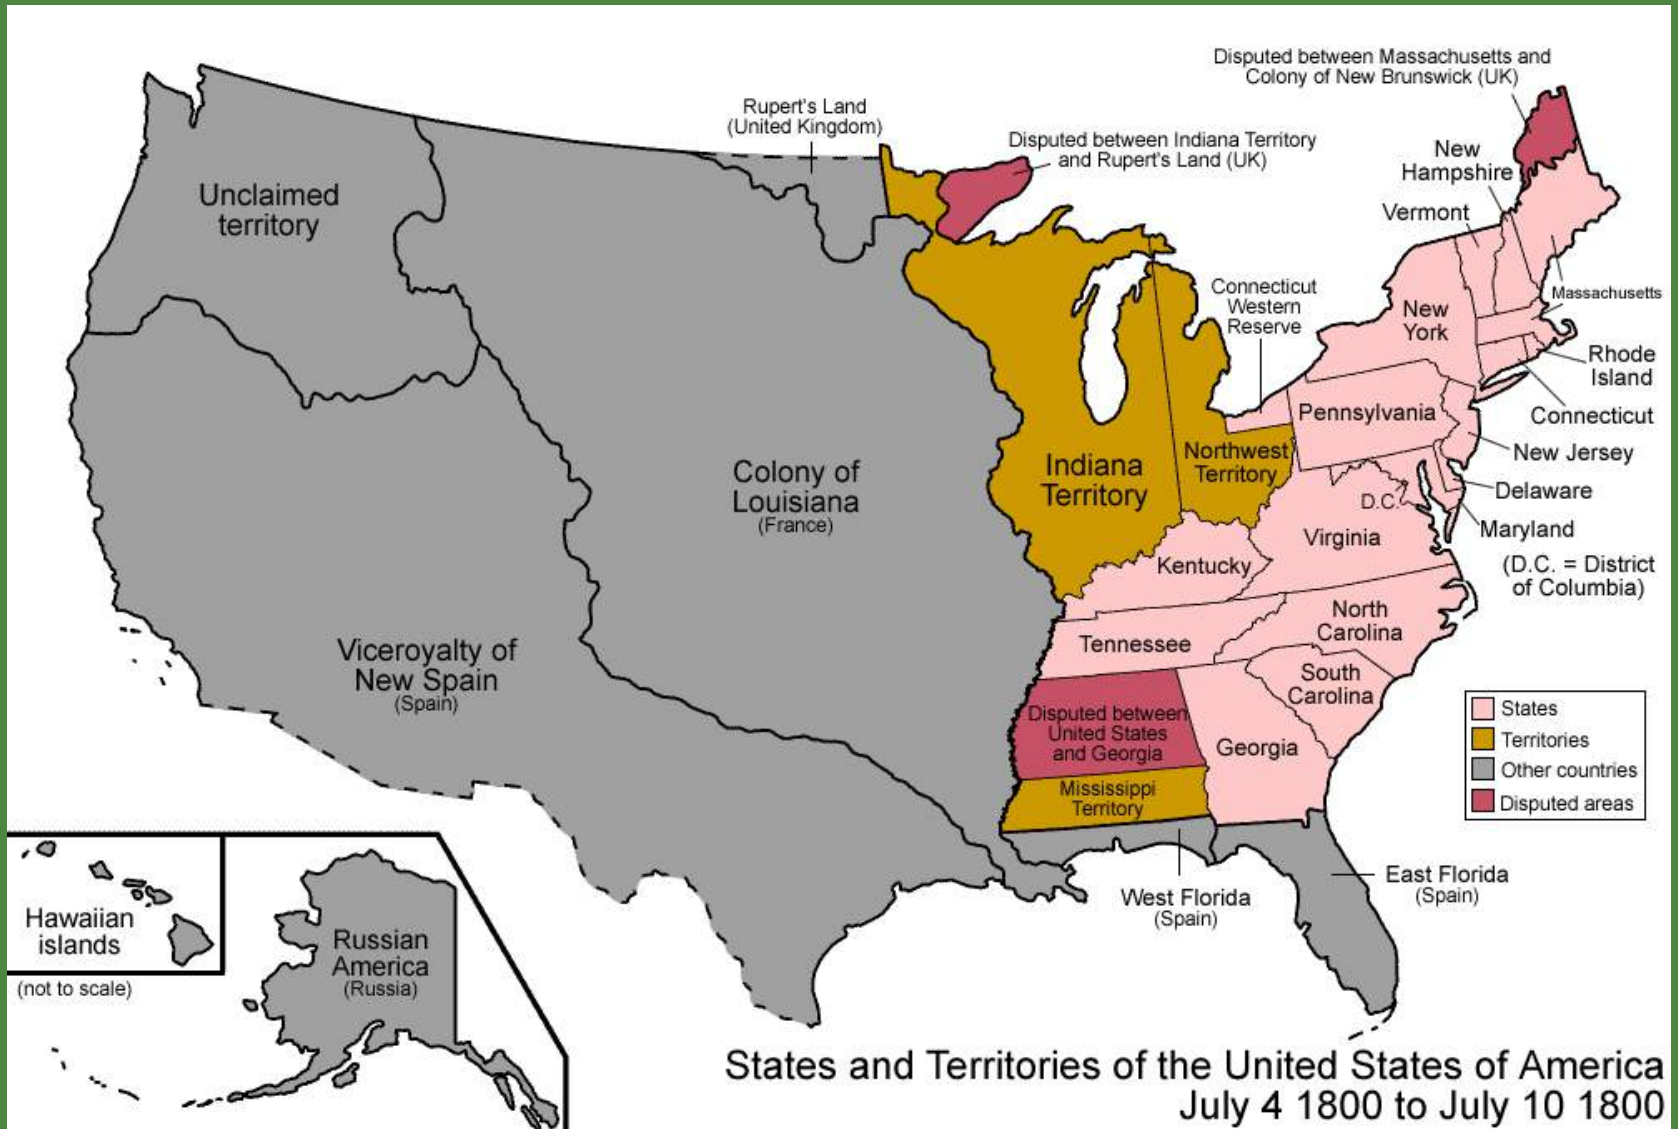 Disputed between Massachusetts and
Colony of New Brunswick (UK)
Rupert's Land
(United Kingdom)
Disputed between Indiana Territory
and Rupert's Land (UK)
New
Hampshire
Vermont
Unclaimed
territory
Connecticut
Western
Reserve
Massachusetts
New
York
Rhode
Island
Connecticut
Pennsylvania
New Jersey
Northwest
Territory
Indiana
Territory
Colony of
Louisiana
(France)
Delaware
D.C.
Maryland
Virginia
(D.C. = District
of Columbia)
Kentucky
North
Carolina
Tennessee
Viceroyalty of
New Spain
(Spain)
South
Carolina
Disputed between
United States
and Georgia
Georgia
States
Territories
Other countries
Disputed areas
Mississippi
Territory
West Florida
(Spain)
East Florida
(Spain)
Hawaiian
islands
(not to scale)
Russian
America
(Russia)
States and Territories of the United States of America
July 4 1800 to July 10 1800